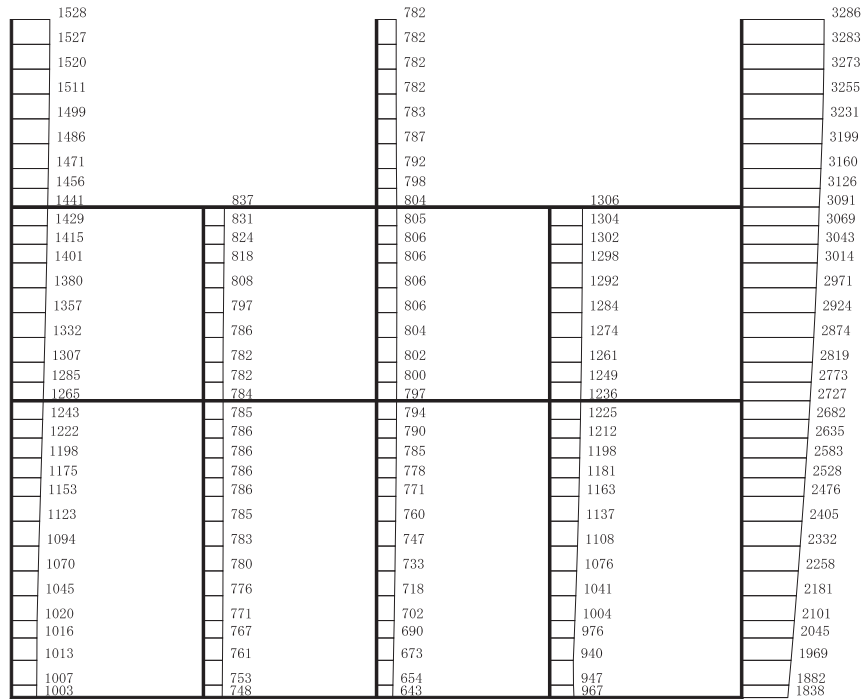 1528 782 3286
1527 782 3283
1520 782 3273
1511 782 3255
1499 783 3231
1486 787 3199
1471 792 3160
1456 798 3126
1441 837 804 1306 3091
1429 831 805 1304 3069
1415 824 806 1302 3043
1401 818 806 1298 3014
1380 808 806 1292 2971
1357 797 806 1284 2924
1332 786 804 1274 2874
1307 782 802 1261 2819
1285 782 800 1249 2773
1265 784 797 1236 2727
1243 785 794 1225 2682
1222 786 790 1212 2635
1198 786 785 1198 2583
1175 786 778 1181 2528
1153 786 771 1163 2476
1123 785 760 1137 2405
1094 783 747 1108 2332
1070 780 733 1076 2258
1045 776 718 1041 2181
1020 771 702 1004 2101
1016 767 690 976 2045
1013 761 673 940 1969
1007 753 654 947 1882
1003 748 643 967 1838